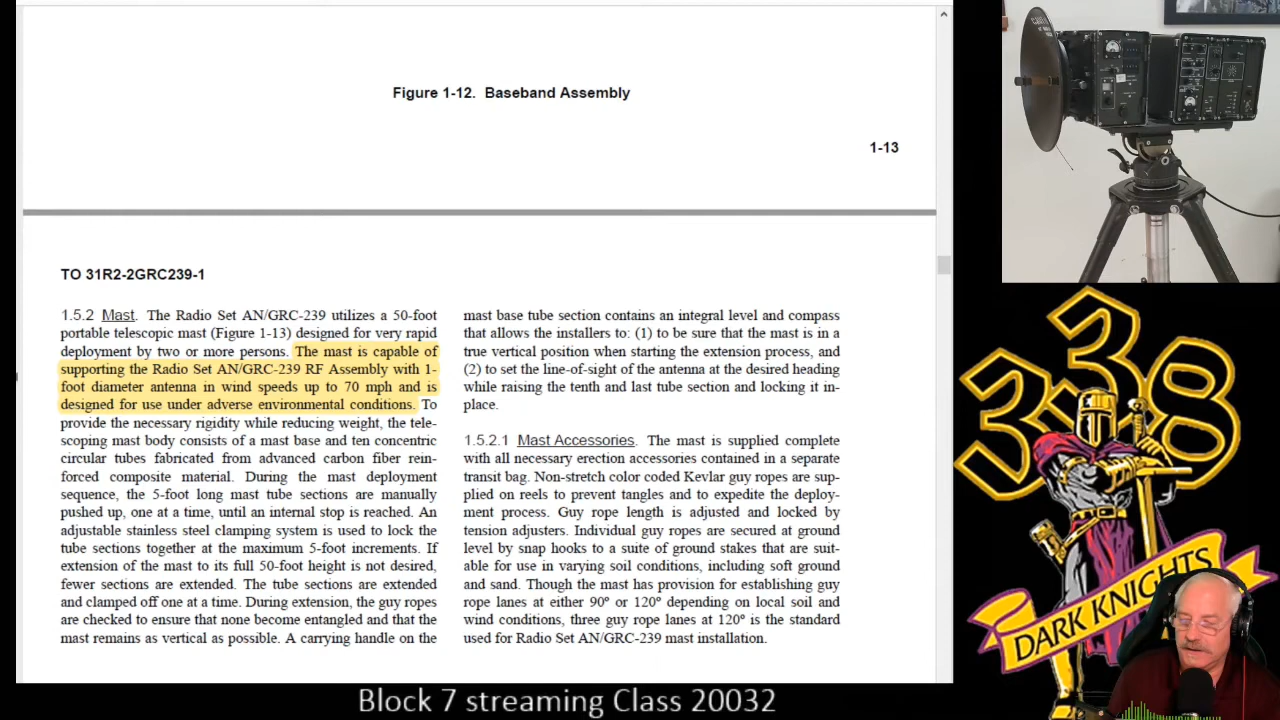 Figure 1-12. Baseband Assembly
1-13
TO 31R2-2GRC239-1
1.5.2 Mast. The Radio Set AN/GRC-239 utilizes a 50-foot
portable telescopic mast (Figure 1-13) designed for very rapid
deployment by two or more persons. The mast is capable of
supporting the Radio Set AN/GRC-239 RF Assembly with 1-
foot diameter antenna in wind speeds up to 70 mph and is
designed for use under adverse environmental conditions. To
provide the necessary rigidity while reducing weight, the tele-
scoping mast body consists of a mast base and ten concentric
circular tubes fabricated from advanced carbon fiber rein-
forced composite material. During the mast deployment
sequence, the 5-foot long mast tube sections are manually
pushed up, one at a time, until an internal stop is reached. An
adjustable stainless steel clamping system is used to lock the
tube sections together at the maximum 5-foot increments. If
extension of the mast to its full 50-foot height is not desired,
fewer sections are extended. The tube sections are extended
and clamped off one at a time. During extension, the guy ropes
are checked to ensure that none become entangled and that the
mast remains as vertical as possible. A carrying handle on the
mast base tube section contains an integral level and compass
that allows the installers to: (1) to be sure that the mast is in a
true vertical position when starting the extension process, and
(2) to set the line-of-sight of the antenna at the desired heading
while raising the tenth and last tube section and locking it in-
place.
1.5.2.1 Mast Accessories. The mast is supplied complete
with all necessary erection accessories contained in a separate
transit bag. Non-stretch color coded Kevlar guy ropes are sup-
plied on reels to prevent tangles and to expedite the deploy-
ment process. Guy rope length is adjusted and locked by
tension adjusters. Individual guy ropes are secured at ground
level by snap hooks to a suite of ground stakes that are suit-
able for use in varying soil conditions, including soft ground
and sand. Though the mast has provision for establishing guy
rope lanes at either 90º or 120º depending on local soil and
wind conditions, three guy rope lanes at 120º is the standard
used for Radio Set AN/GRC-239 mast installation.
338
DARK KNIGHTS
Block 7 streaming Class 20032